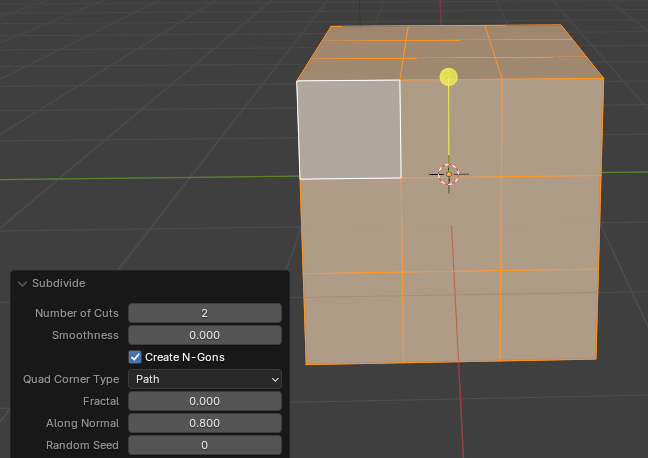 Subdivide
Number of Cuts 2
Smoothness 0.000
Create N-Gons
Quad Corner Type Path
Fractal 0.000
Along Normal 0.800
Random Seed 0